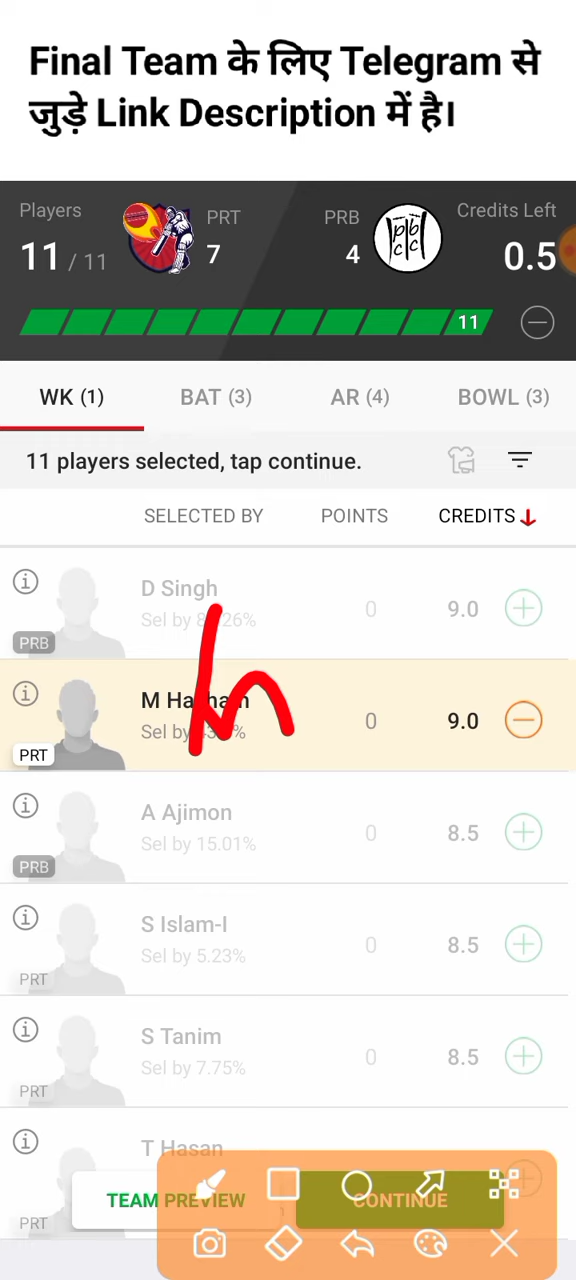 Final Team के लिए Telegram से
जुड़े Link Description में है।
Players PRT PRB Credits Left
11 / 11 7 4 0.5
11
WK (1) BAT (3) AR (4) BOWL (3)
11 players selected, tap continue.
SELECTED BY POINTS CREDITS
D Singh
Sel by 26% 0 9.0
PRB
M
Sel by % 0 9.0
PRT
A Ajimon
Sel by 15.01% 0 8.5
PRB
S Islam-I
Sel by 5.23% 0 8.5
PRT
S Tanim
Sel by 7.75% 0 8.5
PRT
T Hasan
TEAM PREVIEW CONTINUE
PRT